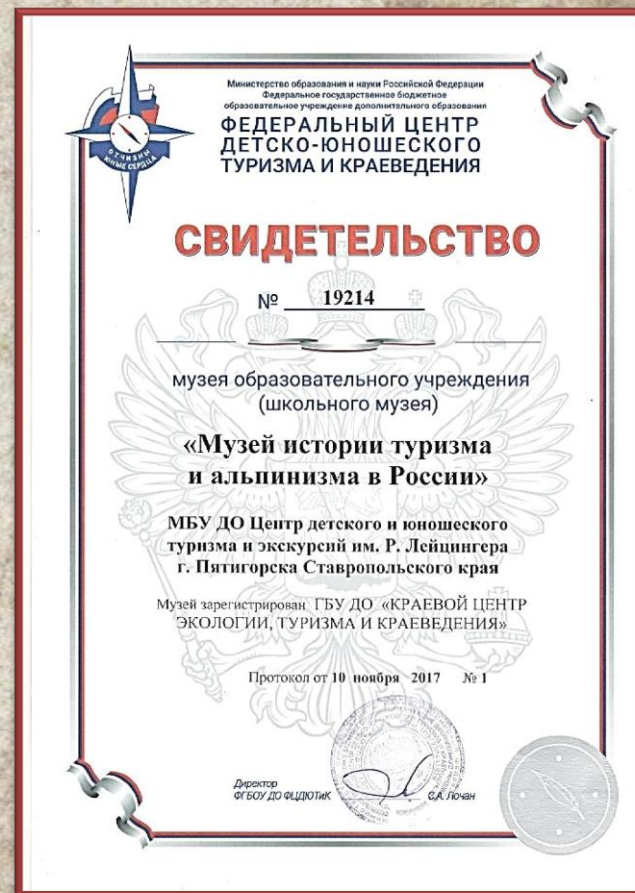 Министерство образования и науки Российской Федерации
Федеральное государственное бюджетное
образовательное учреждение дополнительного образования
ФЕДЕРАЛЬНЫЙ ЦЕНТР
ДЕТСКО-ЮНОШЕСКОГО
ТУРИЗМА И КРАЕВЕДЕНИЯ
ОТЧИЗНЫ
ЮНЫЕ СЕРДЦА
СВИДЕТЕЛЬСТВО
№ 19214
музея образовательного учреждения
(школьного музея)
«Музей истории туризма
и альпинизма в России»
МБУ ДО Центр детского и юношеского
туризма и экскурсий им. Р. Лейцингера
г. Пятигорска Ставропольского края
Музей зарегистрирован ГБУ ДО «КРАЕВОЙ ЦЕНТР
ЭКОЛОГИИ, ТУРИЗМА И КРАЕВЕДЕНИЯ»
Протокол от 10 ноября 2017 № 1
Директор
ФГБОУ ДО ФЦДЮТиК
С.А. Лочан